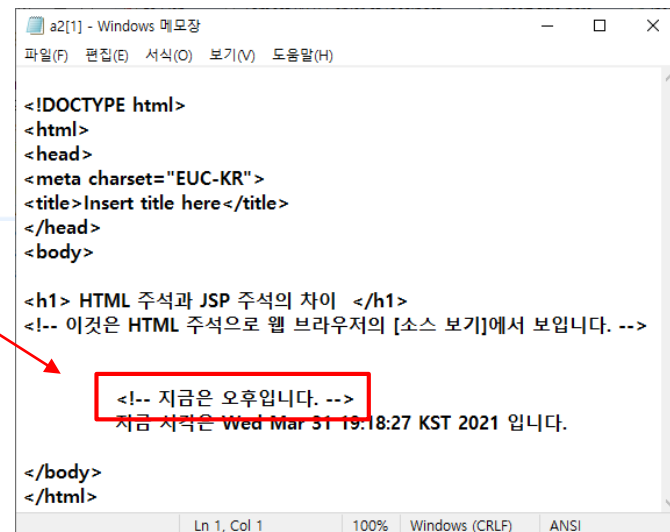 a2[1] - Windows 메모장
파일(F) 편집(E) 서식(O) 보기(V) 도움말(H)
<!DOCTYPE html>
<html>
<head>
<meta charset="EUC-KR">
<title>Insert title here</title>
</head>
<body>
<h1> HTML 주석과 JSP 주석의 차이 </h1>
<!-- 이것은 HTML 주석으로 웹 브라우저의 [소스 보기]에서 보입니다. -->
<!-- 지금은 오후입니다. -->
지금 시각은 Wed Mar 31 19:18:27 KST 2021 입니다.
</body>
</html>
Ln 1, Col 1 100% Windows (CRLF) ANSI